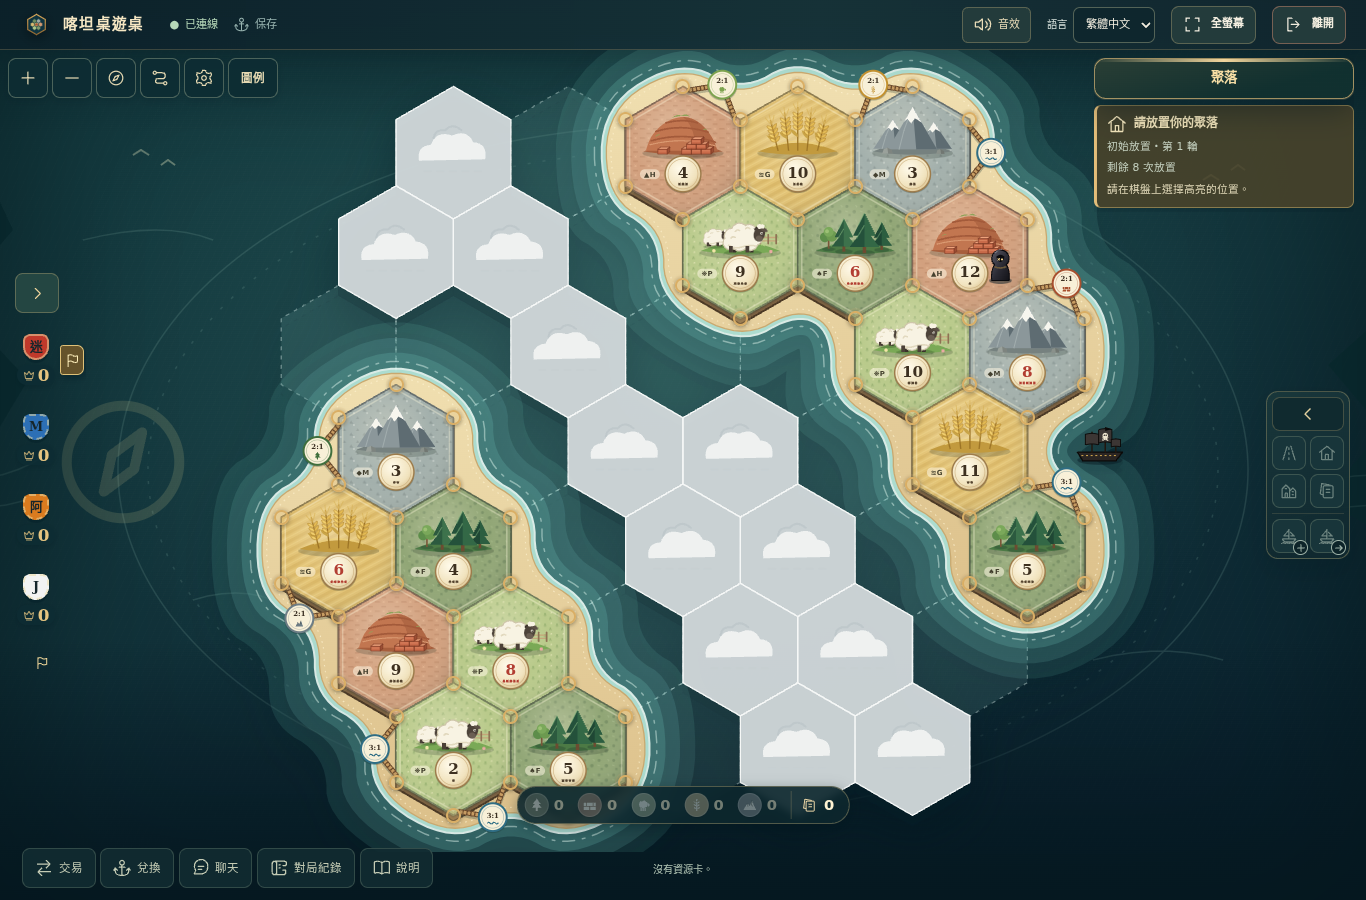 喀坦桌遊桌
已連線
保存
音效
語言
繁體中文
全螢幕
離開
圖例
聚落
請放置你的聚落
初始放置・第 1 輪
剩餘 8 次放置
請在棋盤上選擇高亮的位置。
2:1
2:1
3:1
▲H
4
≋G
10
◆M
3
※P
9
♠F
6
▲H
12
2:1
※P
10
◆M
8
≋G
11
3:1
♠F
5
迷
0
M
0
阿
0
J
0
2:1
◆M
3
≋G
6
♠F
4
2:1
▲H
9
※P
8
3:1
※P
2
♠F
5
3:1
0
0
0
0
0
0
交易
兌換
聊天
對局紀錄
說明
沒有資源卡。